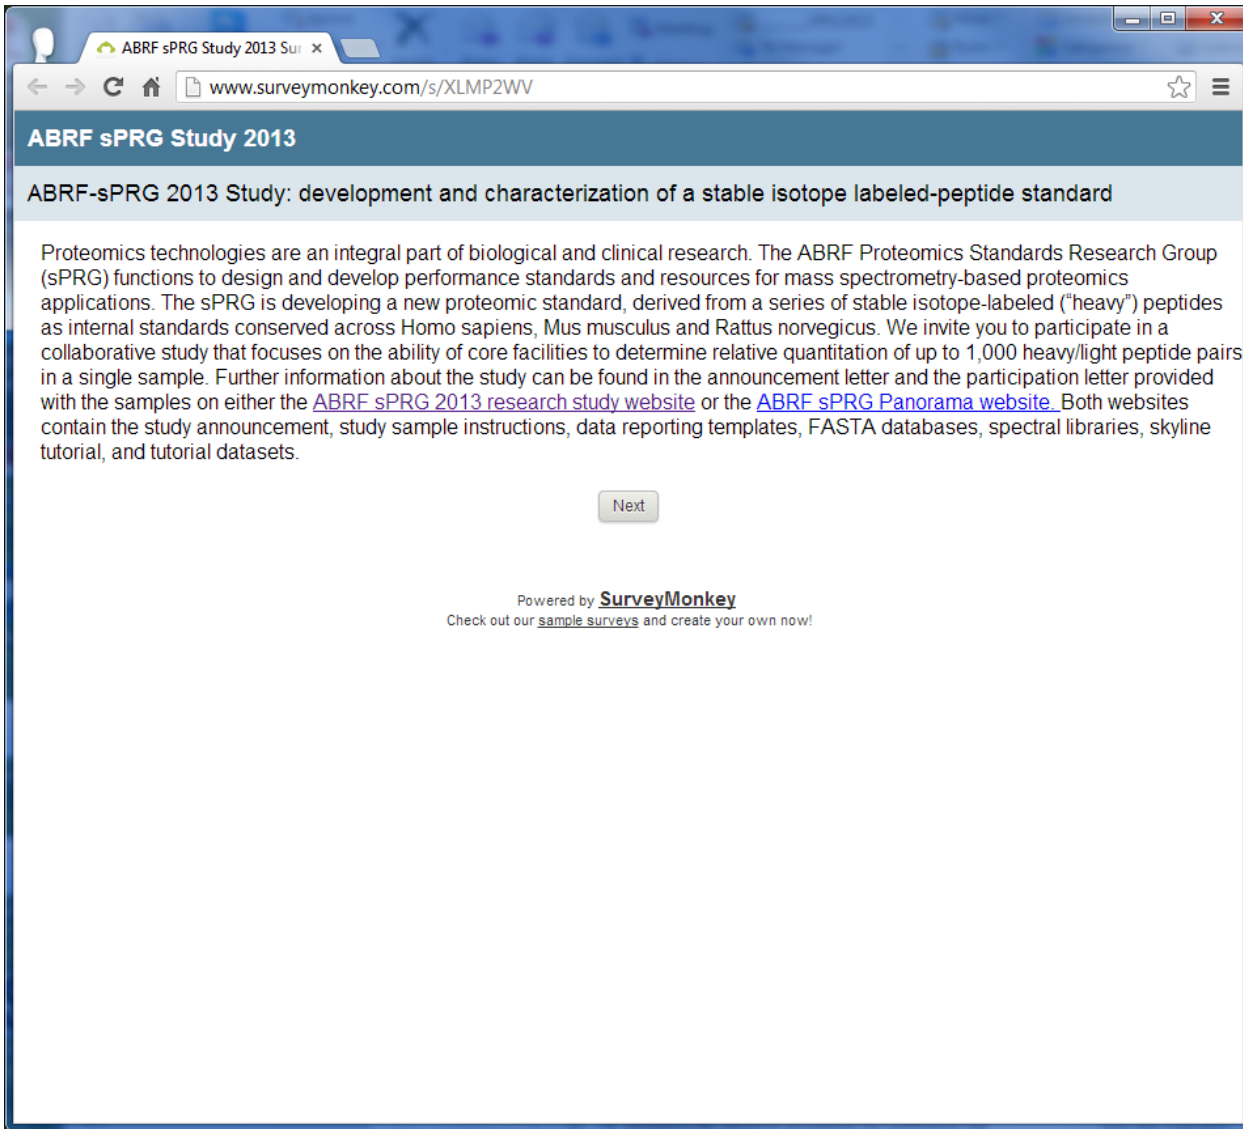 ABRF sPRG Study 2013 Sur
www.surveymonkey.com/s/XLMP2WV
ABRF sPRG Study 2013
ABRF-sPRG 2013 Study: development and characterization of a stable isotope labeled-peptide standard
Proteomics technologies are an integral part of biological and clinical research. The ABRF Proteomics Standards Research Group
(sPRG) functions to design and develop performance standards and resources for mass spectrometry-based proteomics
applications. The sPRG is developing a new proteomic standard, derived from a series of stable isotope-labeled (“heavy”) peptides
as internal standards conserved across Homo sapiens, Mus musculus and Rattus norvegicus. We invite you to participate in a
collaborative study that focuses on the ability of core facilities to determine relative quantitation of up to 1,000 heavy/light peptide pairs
in a single sample. Further information about the study can be found in the announcement letter and the participation letter provided
with the samples on either the ABRF sPRG 2013 research study website or the ABRF sPRG Panorama website. Both websites
contain the study announcement, study sample instructions, data reporting templates, FASTA databases, spectral libraries, skyline
tutorial, and tutorial datasets.
Next
Powered by SurveyMonkey
Check out our sample surveys and create your own now!